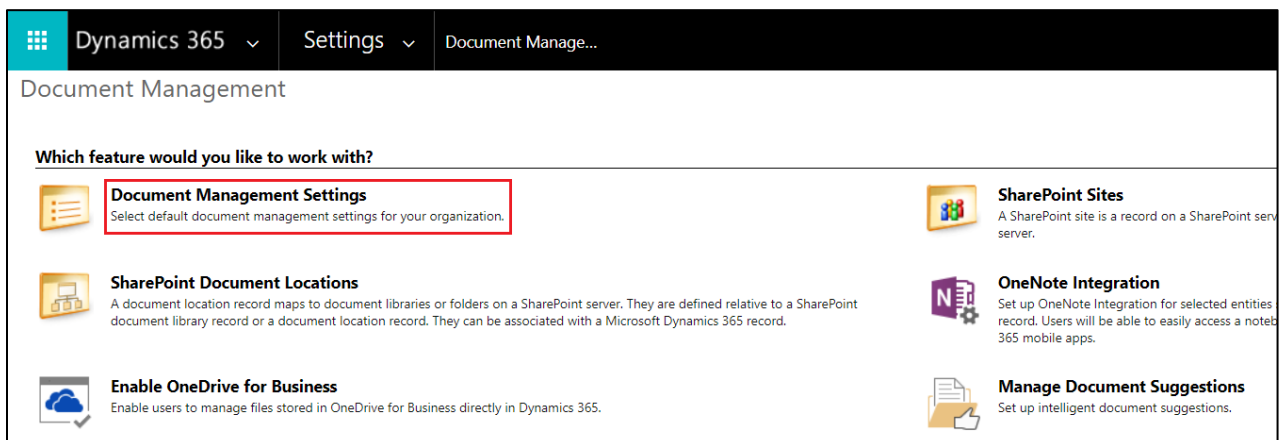 Dynamics 365
Settings
Document Manage...
Document Management
Which feature would you like to work with?
Document Management Settings
Select default document management settings for your organization.
SharePoint Sites
A SharePoint site is a record on a SharePoint serv
server.
SharePoint Document Locations
A document location record maps to document libraries or folders on a SharePoint server. They are defined relative to a SharePoint
document library record or a document location record. They can be associated with a Microsoft Dynamics 365 record.
N
OneNote Integration
Set up OneNote Integration for selected entities
record. Users will be able to easily access a noteb
365 mobile apps.
Enable OneDrive for Business
Enable users to manage files stored in OneDrive for Business directly in Dynamics 365.
Manage Document Suggestions
Set up intelligent document suggestions.